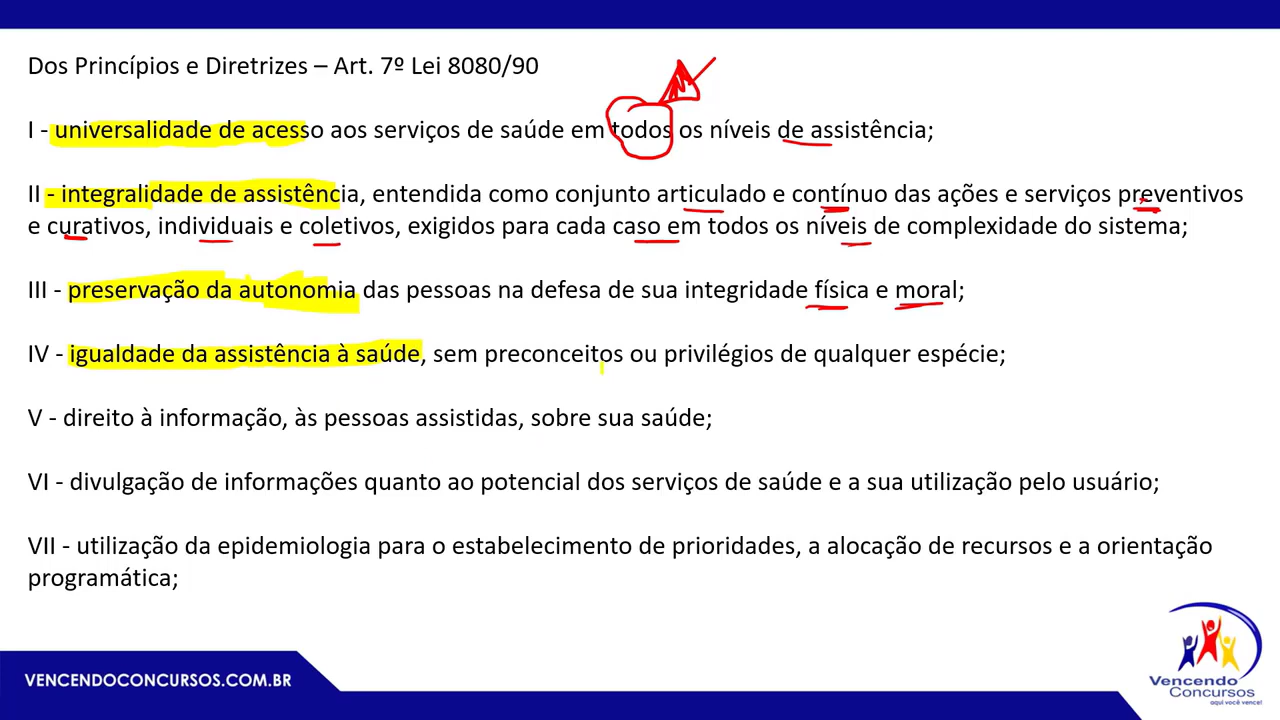 Dos Princípios e Diretrizes – Art. 7º Lei 8080/90
I - universalidade de acesso aos serviços de saúde em todos os níveis de assistência;
II - integralidade de assistência, entendida como conjunto articulado e contínuo das ações e serviços preventivos
e curativos, individuais e coletivos, exigidos para cada caso em todos os níveis de complexidade do sistema;
III - preservação da autonomia das pessoas na defesa de sua integridade física e moral;
IV - igualdade da assistência à saúde, sem preconceitos ou privilégios de qualquer espécie;
V - direito à informação, às pessoas assistidas, sobre sua saúde;
VI - divulgação de informações quanto ao potencial dos serviços de saúde e a sua utilização pelo usuário;
VII - utilização da epidemiologia para o estabelecimento de prioridades, a alocação de recursos e a orientação
programática;
VENCENDOCONCURSOS.COM.BR
Vencendo
Concursos
aqui você vence!